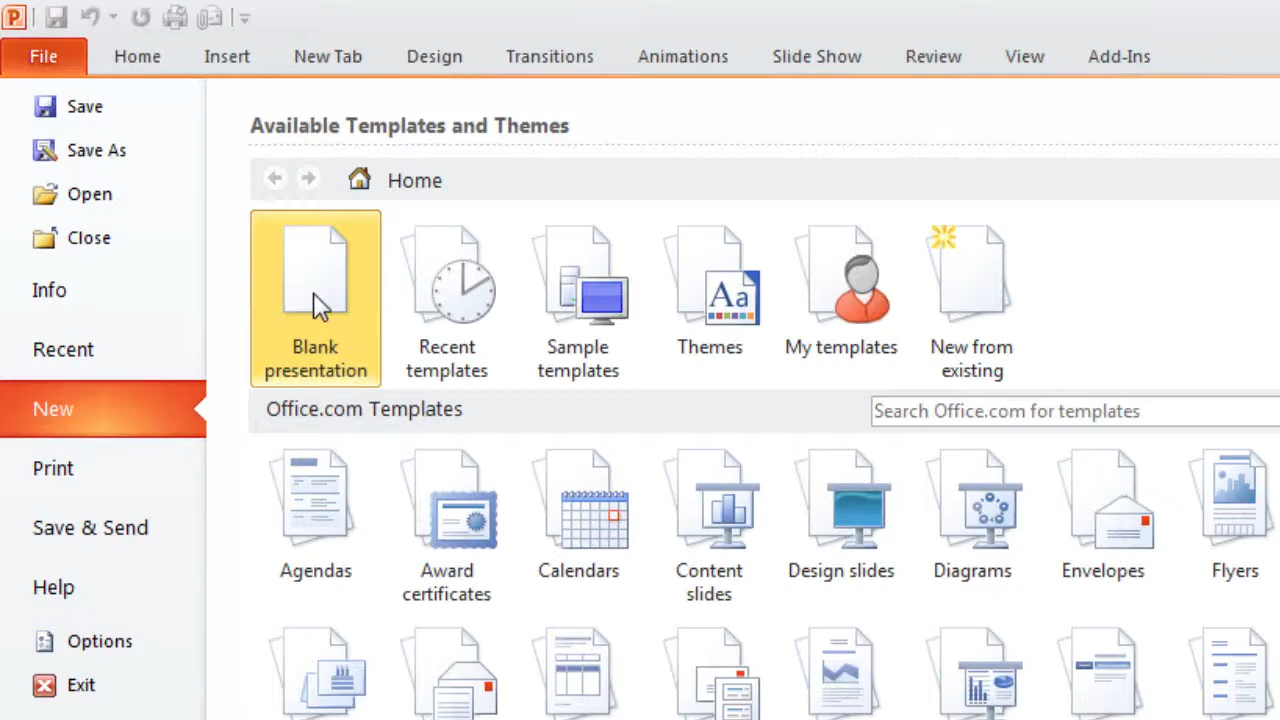 File Home Insert New Tab Design Transitions Animations Slide Show Review View Add-Ins
Save
Save As
Open
Close
Info
Recent
New
Print
Save & Send
Help
Options
Exit
Available Templates and Themes
Home
Blank
presentation
Recent
templates
Sample
templates
Aa
Themes
My templates
New from
existing
Office.com Templates
Search Office.com for templates
Agendas
Award
certificates
Calendars
Content
slides
Design slides
Diagrams
Envelopes
Flyers